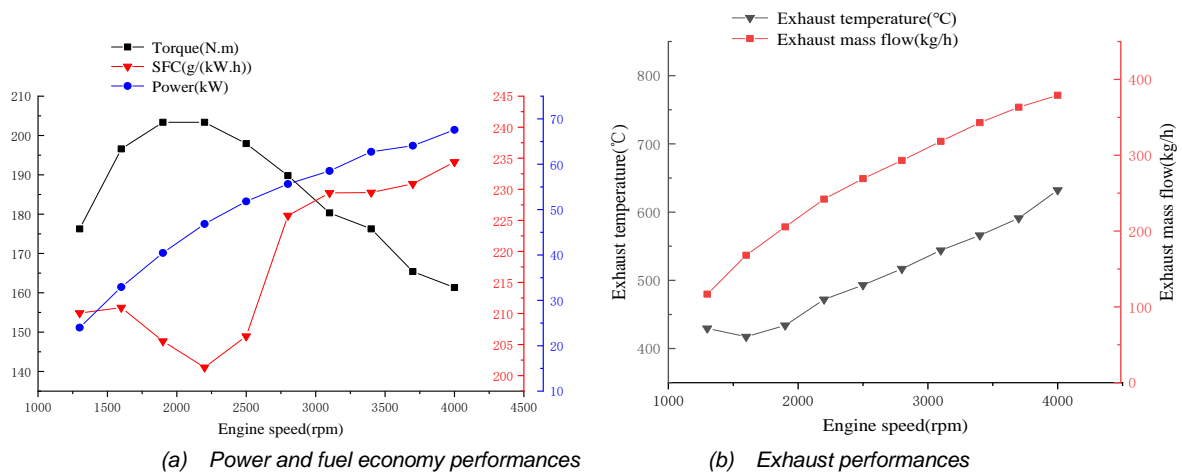 Torque(N.m)
SFC(g/(kW.h))
Power(kW)
210
200
190
180
170
160
150
140
245
240
235
230
225
220
215
210
205
200
70
60
50
40
30
20
10
1000 1500 2000 2500 3000 3500 4000 4500
Engine speed(rpm)
(a) Power and fuel economy performances
Exhaust temperature(℃)
Exhaust mass flow(kg/h)
Exhaust temperature(℃)
800
700
600
500
400
400
300
200
100
0
Exhaust mass flow(kg/h)
1000 2000 3000 4000
Engine speed(rpm)
(b) Exhaust performances